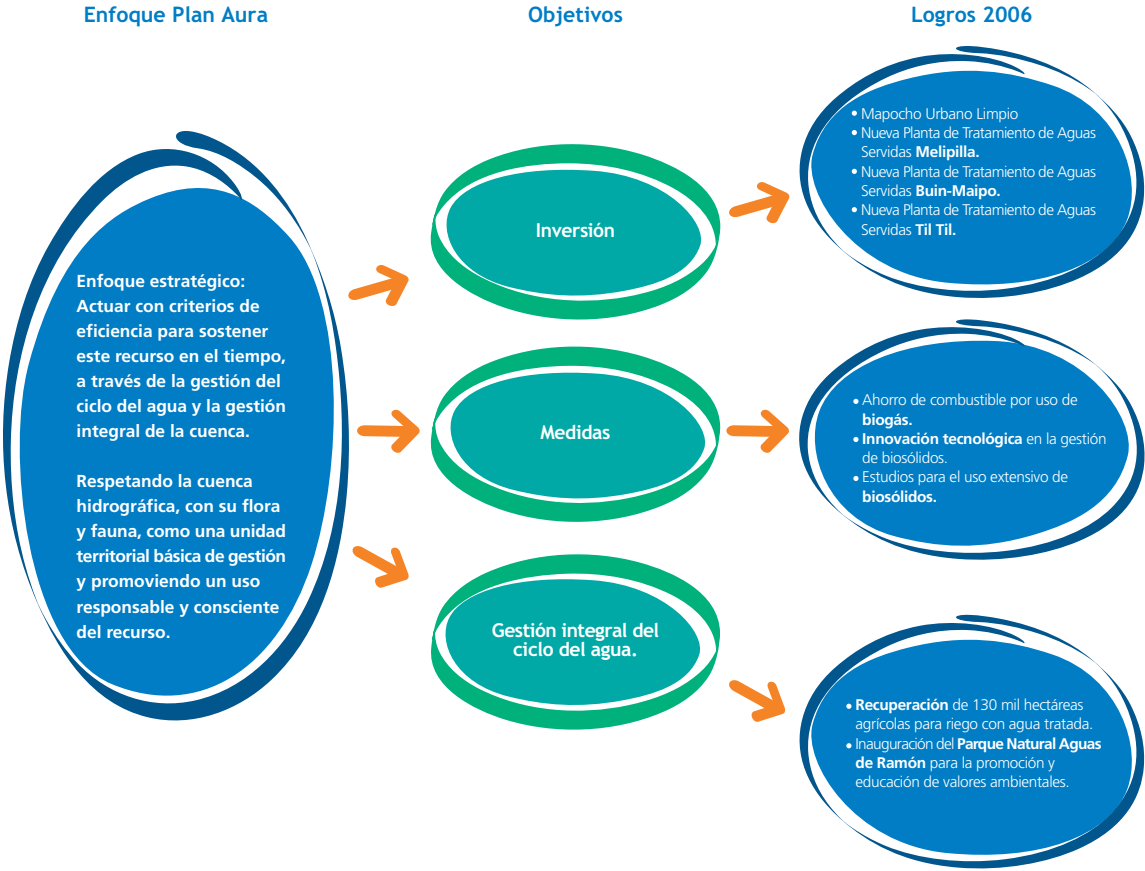 Enfoque Plan Aura
Objetivos
Logros 2006
Enfoque estratégico:
Actuar con criterios de
eficiencia para sostener
este recurso en el tiempo,
a través de la gestión del
ciclo del agua y la gestión
integral de la cuenca.
Respetando la cuenca
hidrográfica, con su flora
y fauna, como una unidad
territorial básica de gestión
y promoviendo un uso
responsable y consciente
del recurso.
Inversión
Medidas
Gestión integral del
ciclo del agua.
• Mapocho Urbano Limpio
• Nueva Planta de Tratamiento de Aguas
Servidas Melipilla.
• Nueva Planta de Tratamiento de Aguas
Servidas Buin-Maipo.
• Nueva Planta de Tratamiento de Aguas
Servidas Til Til.
• Ahorro de combustible por uso de
biogás.
• Innovación tecnológica en la gestión
de biosólidos.
• Estudios para el uso extensivo de
biosólidos.
• Recuperación de 130 mil hectáreas
agrícolas para riego con agua tratada.
• Inauguración del Parque Natural Aguas
de Ramón para la promoción y
educación de valores ambientales.